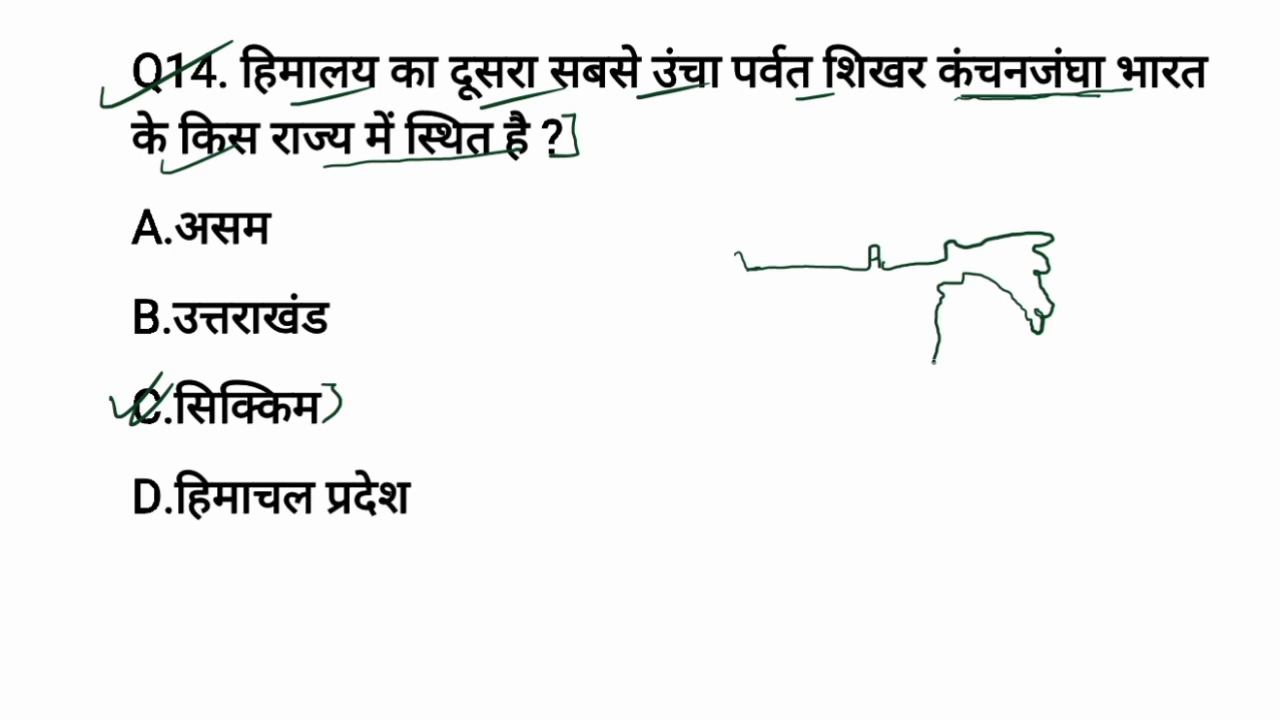 Q14. हिमालय का दूसरा सबसे उंचा पर्वत शिखर कंचनजंघा भारत
के किस राज्य में स्थित है ?
A.असम
B.उत्तराखंड
C.सिक्किम
D.हिमाचल प्रदेश